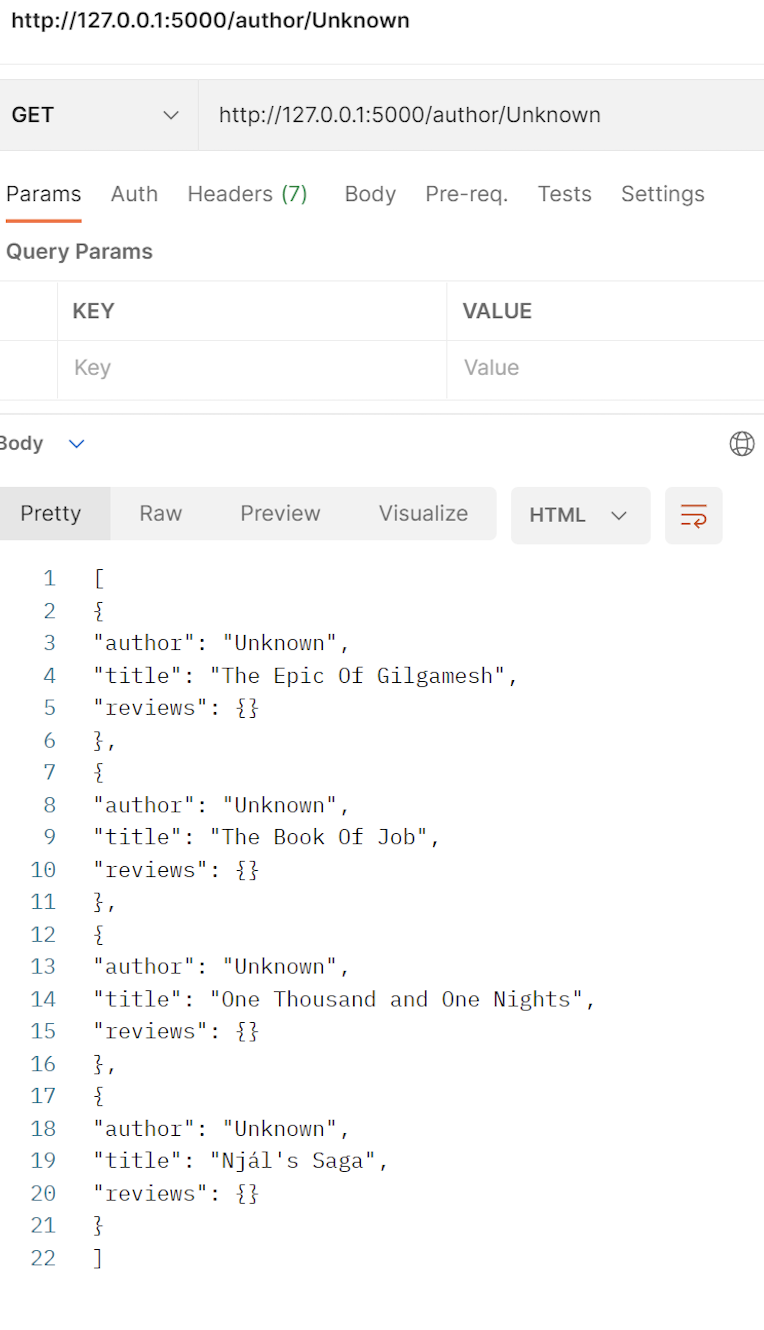 http://127.0.0.1:5000/author/Unknown
GET http://127.0.0.1:5000/author/Unknown
Params Auth Headers (7) Body Pre-req. Tests Settings
Query Params
KEY VALUE
Key Value
Body
Pretty Raw Preview Visualize HTML
1 [
2 {
3 "author": "Unknown",
4 "title": "The Epic Of Gilgamesh",
5 "reviews": {}
6 },
7 {
8 "author": "Unknown",
9 "title": "The Book Of Job",
10 "reviews": {}
11 },
12 {
13 "author": "Unknown",
14 "title": "One Thousand and One Nights",
15 "reviews": {}
16 },
17 {
18 "author": "Unknown",
19 "title": "Njál's Saga",
20 "reviews": {}
21 }
22 ]